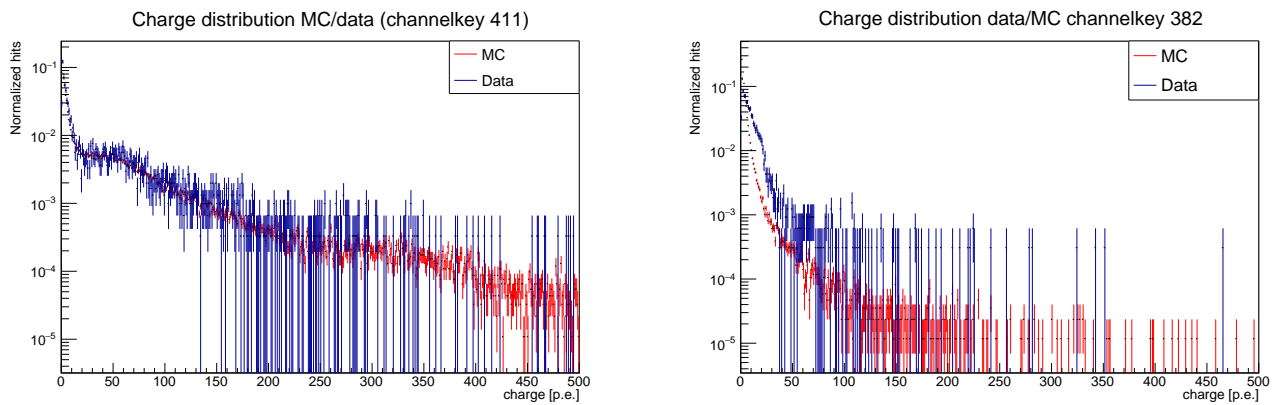 Charge distribution MC/data (channelkey 411)
Normalized hits
MC
Data
10⁻¹
10⁻²
10⁻³
10⁻⁴
10⁻⁵
0 50 100 150 200 250 300 350 400 450 500
charge [p.e.]
Charge distribution data/MC channelkey 382
Normalized hits
MC
Data
10⁻¹
10⁻²
10⁻³
10⁻⁴
10⁻⁵
0 50 100 150 200 250 300 350 400 450 500
charge [p.e.]